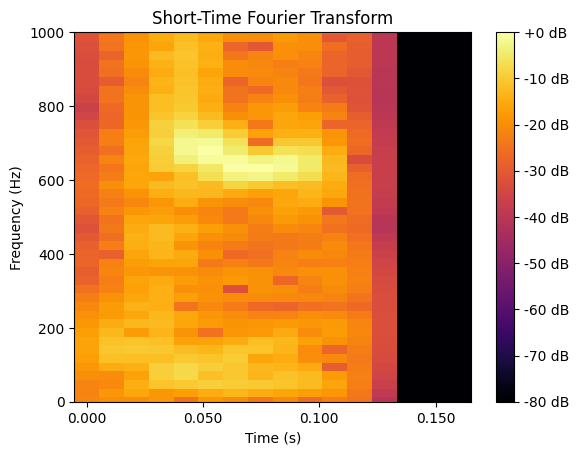 Short-Time Fourier Transform
Frequency (Hz)
1000
800
600
400
200
0
0.000
0.050
0.100
0.150
Time (s)
+0 dB
-10 dB
-20 dB
-30 dB
-40 dB
-50 dB
-60 dB
-70 dB
-80 dB